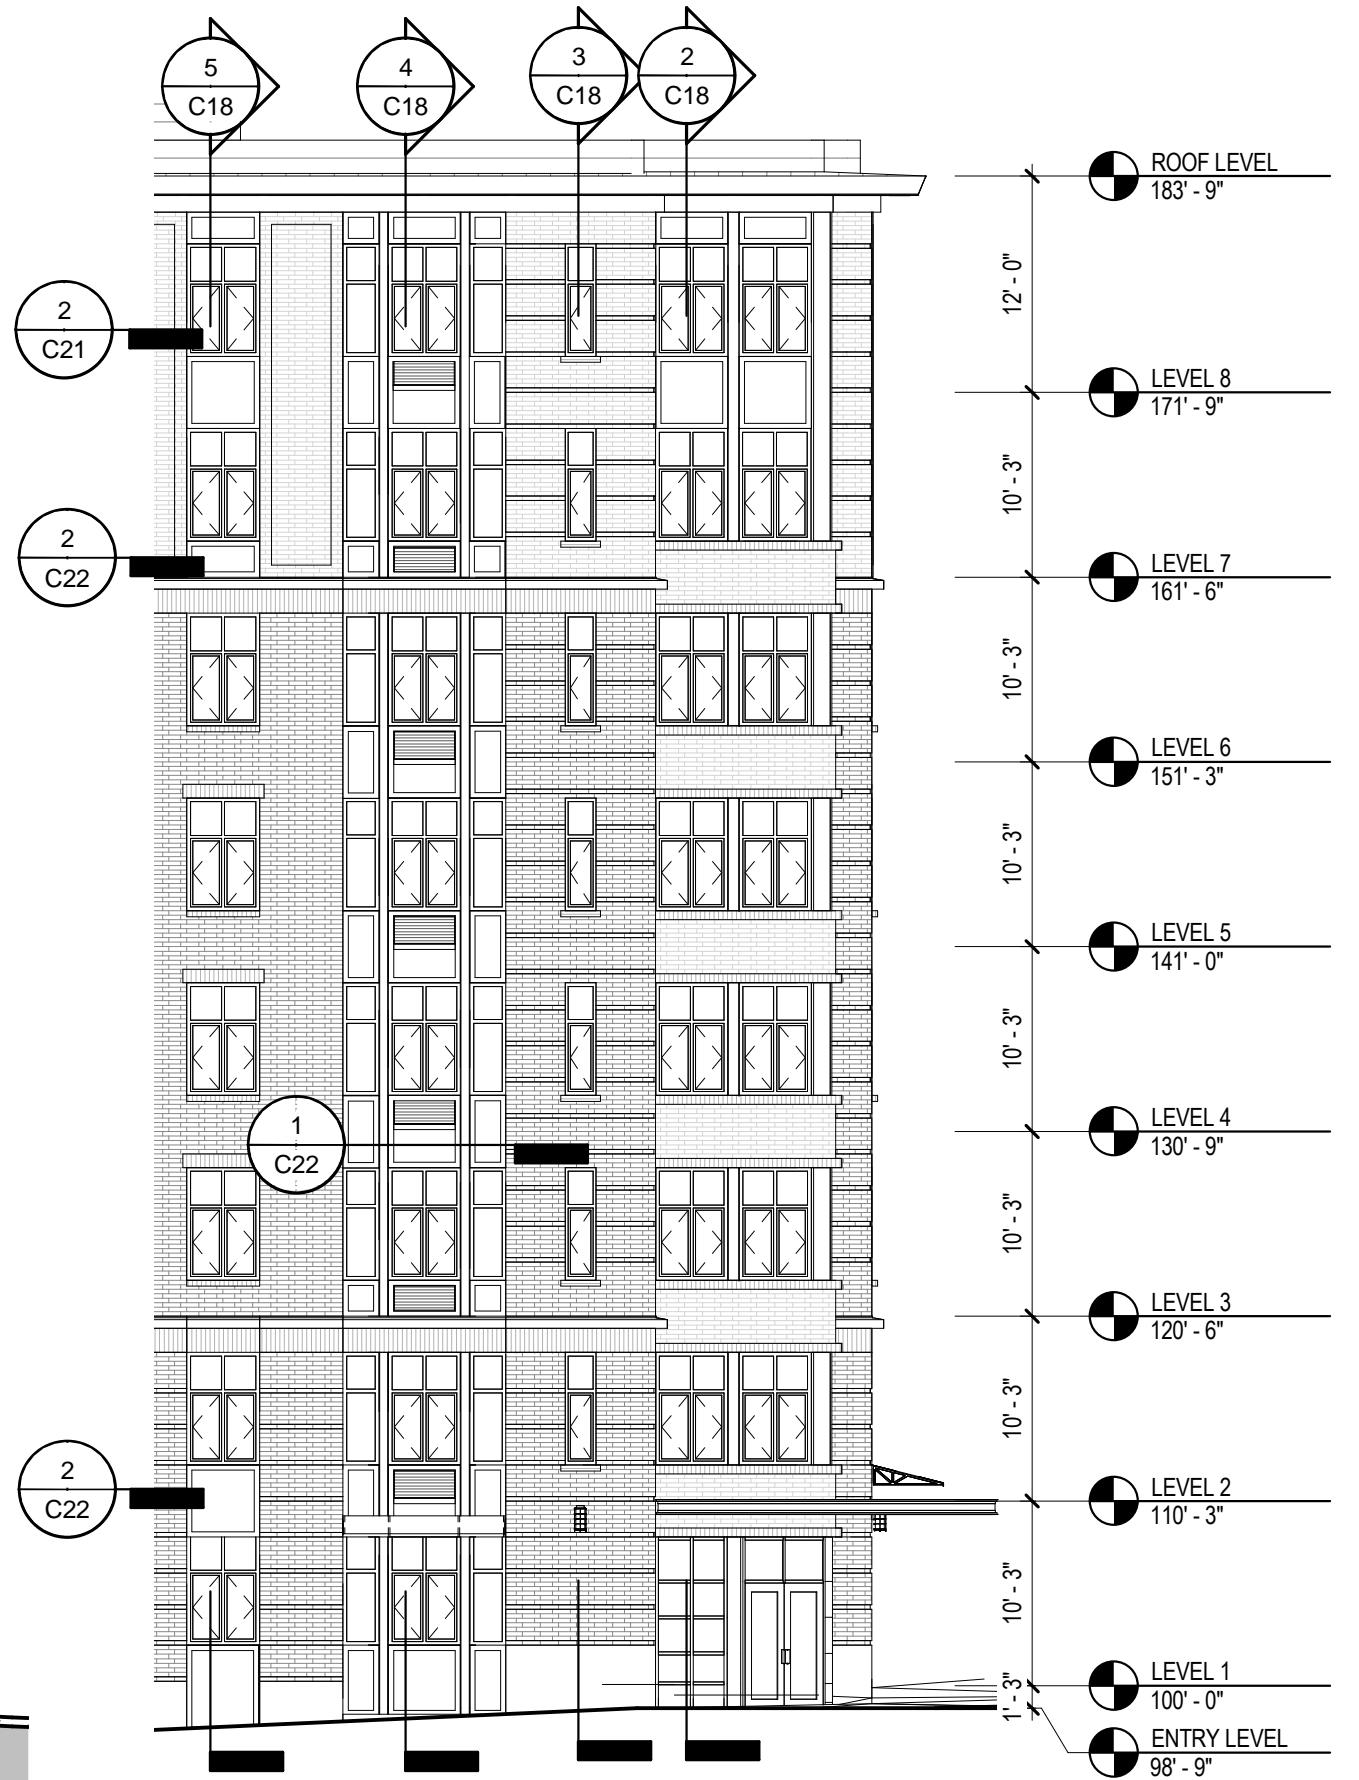 5
C18
4
C18
3
C18
2
C18
ROOF LEVEL
183' - 9"
12' - 0"
2
C21
LEVEL 8
171' - 9"
10' - 3"
2
C22
LEVEL 7
161' - 6"
10' - 3"
LEVEL 6
151' - 3"
10' - 3"
LEVEL 5
141' - 0"
10' - 3"
1
C22
LEVEL 4
130' - 9"
10' - 3"
LEVEL 3
120' - 6"
10' - 3"
2
C22
LEVEL 2
110' - 3"
10' - 3"
LEVEL 1
100' - 0"
1' - 3"
ENTRY LEVEL
98' - 9"